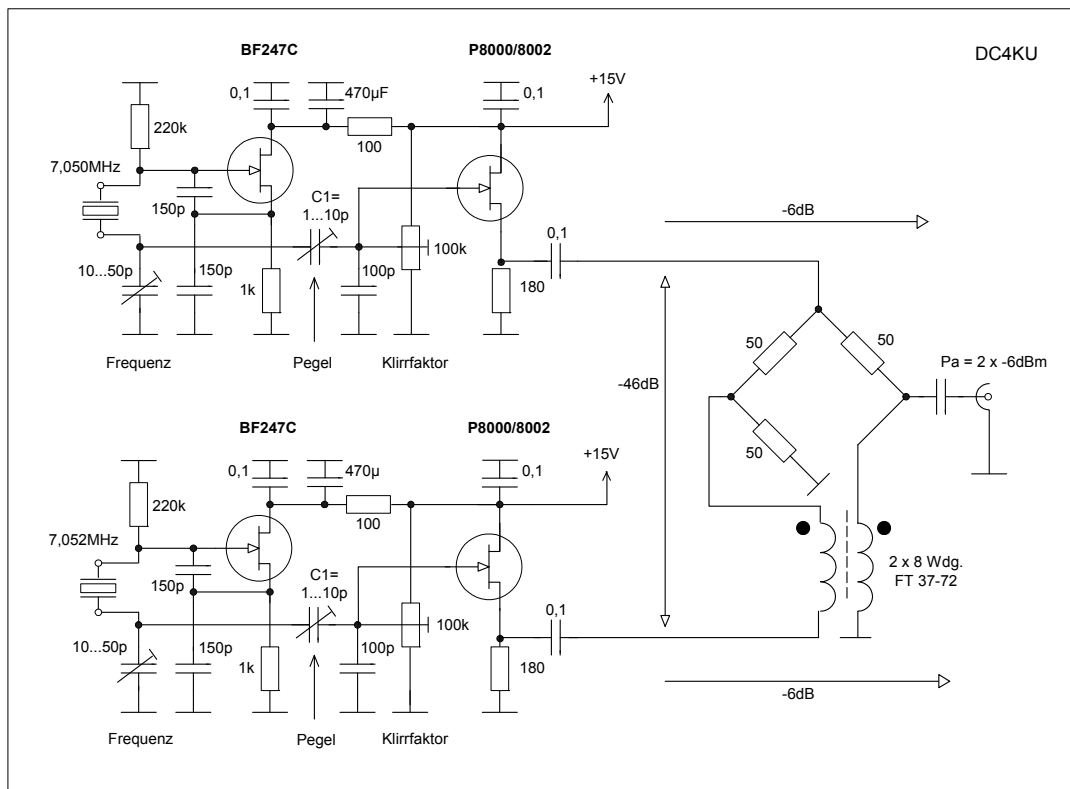 BF247C
P8000/8002
DC4KU
+15V
0,1
470µF
0,1
220k
100
7,050MHz
C1=
1...10p
150p
-6dB
0,1
100k
10...50p
150p
100p
1k
180
Frequenz
Pegel
Klirrfaktor
50
50
Pa = 2 x -6dBm
-46dB
50
BF247C
P8000/8002
+15V
0,1
470µ
0,1
220k
100
7,052MHz
C1=
1...10p
150p
2 x 8 Wdg.
FT 37-72
0,1
100k
10...50p
150p
100p
1k
180
-6dB
Frequenz
Pegel
Klirrfaktor